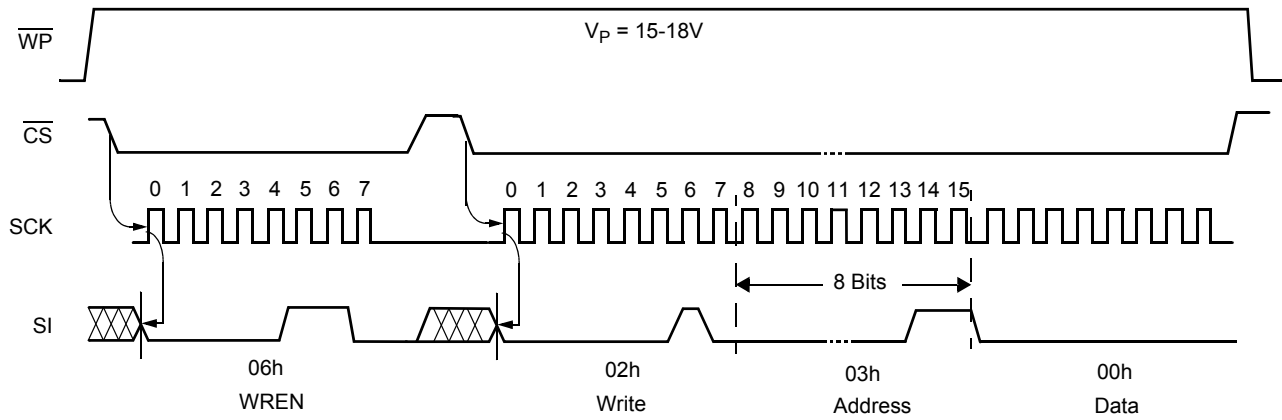 WP
V_P = 15-18V
CS
0 1 2 3 4 5 6 7
0 1 2 3 4 5 6 7 8 9 10 11 12 13 14 15
SCK
8 Bits
SI
06h
02h
03h
00h
WREN
Write
Address
Data